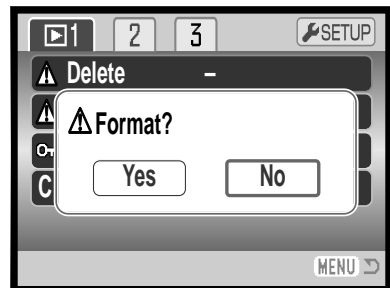 1 2 3 SETUP
Delete –
Format?
Yes No
C
MENU